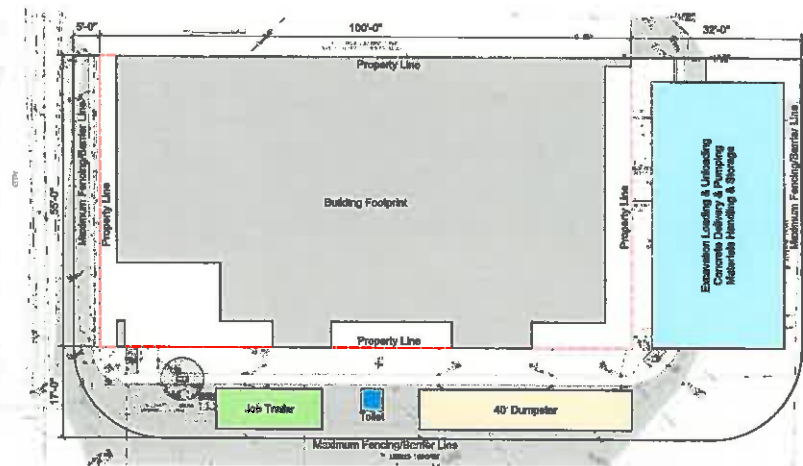 5'-0"
100'-0"
32'-0"
Property Line
Maximum Fencing/Barrier Line
Property Line
55'-0"
Building Footprint
Property Line
Excavation Loading & Unloading
Concrete Delivery & Pumping
Materials Handling & Storage
Maximum Fencing/Barrier Line
Property Line
17'-0"
Job Trailer
Toilet
40' Dumpster
Maximum Fencing/Barrier Line